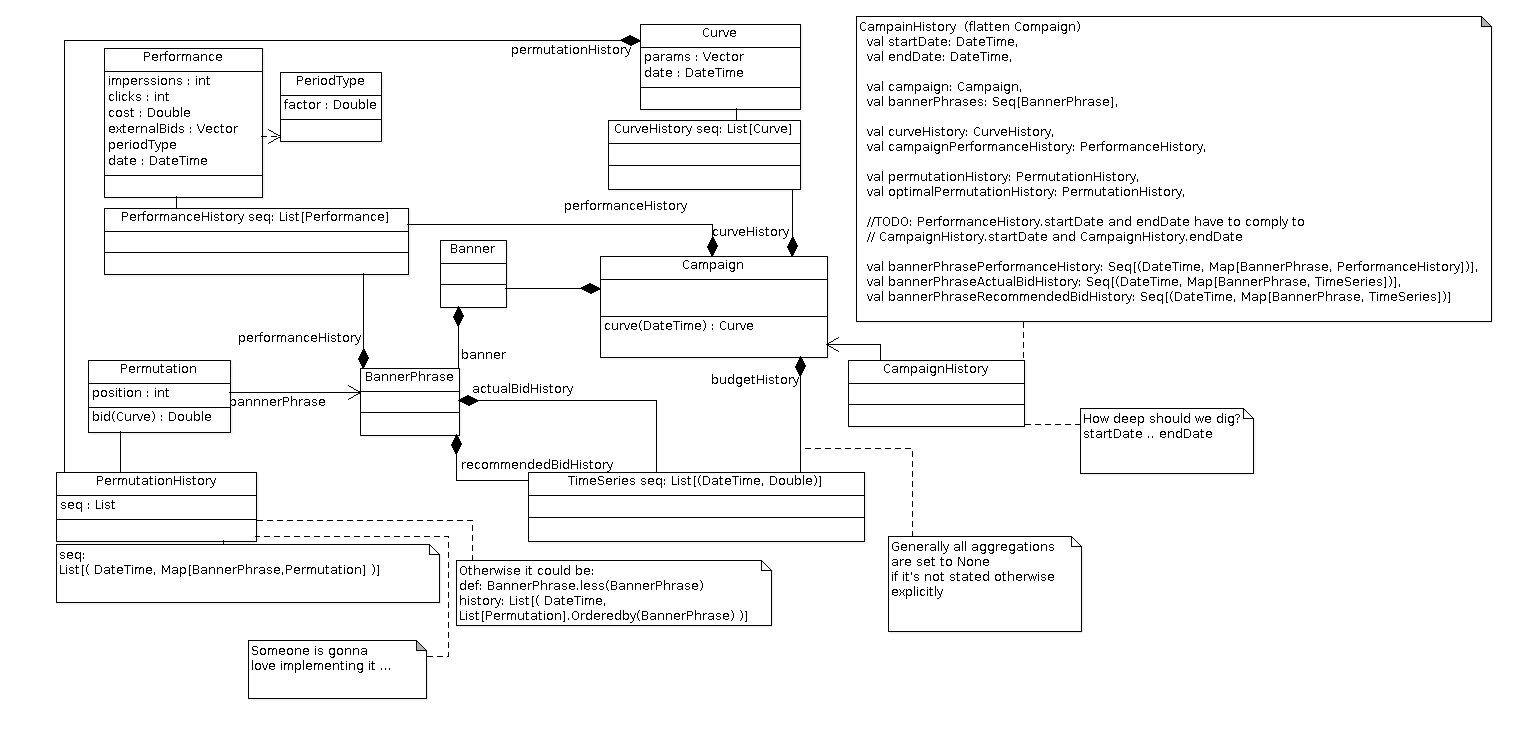 permutationHistory
Curve
params : Vector
date : DateTime
Performance
imperssions : int
clicks : int
cost : Double
externalBids : Vector
periodType
date : DateTime
PeriodType
factor : Double
CurveHistory seq: List[Curve]
CampainHistory  (flatten Compaign)
val startDate: DateTime,
val endDate: DateTime,
val campaign: Campaign,
val bannerPhrases: Seq[BannerPhrase],
val curveHistory: CurveHistory,
val campaignPerformanceHistory: PerformanceHistory,
val permutationHistory: PermutationHistory,
val optimalPermutationHistory: PermutationHistory,
//TODO: PerformanceHistory.startDate and endDate have to comply to
// CampaignHistory.startDate and CampaignHistory.endDate
val bannerPhrasePerformanceHistory: Seq[(DateTime, Map[BannerPhrase, PerformanceHistory])],
val bannerPhraseActualBidHistory: Seq[(DateTime, Map[BannerPhrase, TimeSeries])],
val bannerPhraseRecommendedBidHistory: Seq[(DateTime, Map[BannerPhrase, TimeSeries])]
PerformanceHistory seq: List[Performance]
performanceHistory
curveHistory
Banner
Campaign
curve(DateTime) : Curve
performanceHistory
banner
Permutation
position : int
bid(Curve) : Double
bannnerPhrase
BannerPhrase
actualBidHistory
budgetHistory
CampaignHistory
How deep should we dig?
startDate .. endDate
recommendedBidHistory
PermutationHistory
seq : List
TimeSeries seq: List[(DateTime, Double)]
seq:
List[( DateTime, Map[BannerPhrase,Permutation] )]
Otherwise it could be:
def: BannerPhrase.less(BannerPhrase)
history: List[( DateTime,
List[Permutation].Orderedby(BannerPhrase) )]
Generally all aggregations
are set to None
if it's not stated otherwise
explicitly
Someone is gonna
love implementing it ...